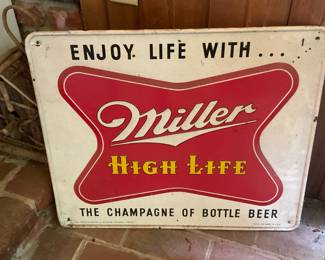 ENJOY LIFE WITH...
Miller
HIGH LIFE
THE CHAMPAGNE OF BOTTLE BEER